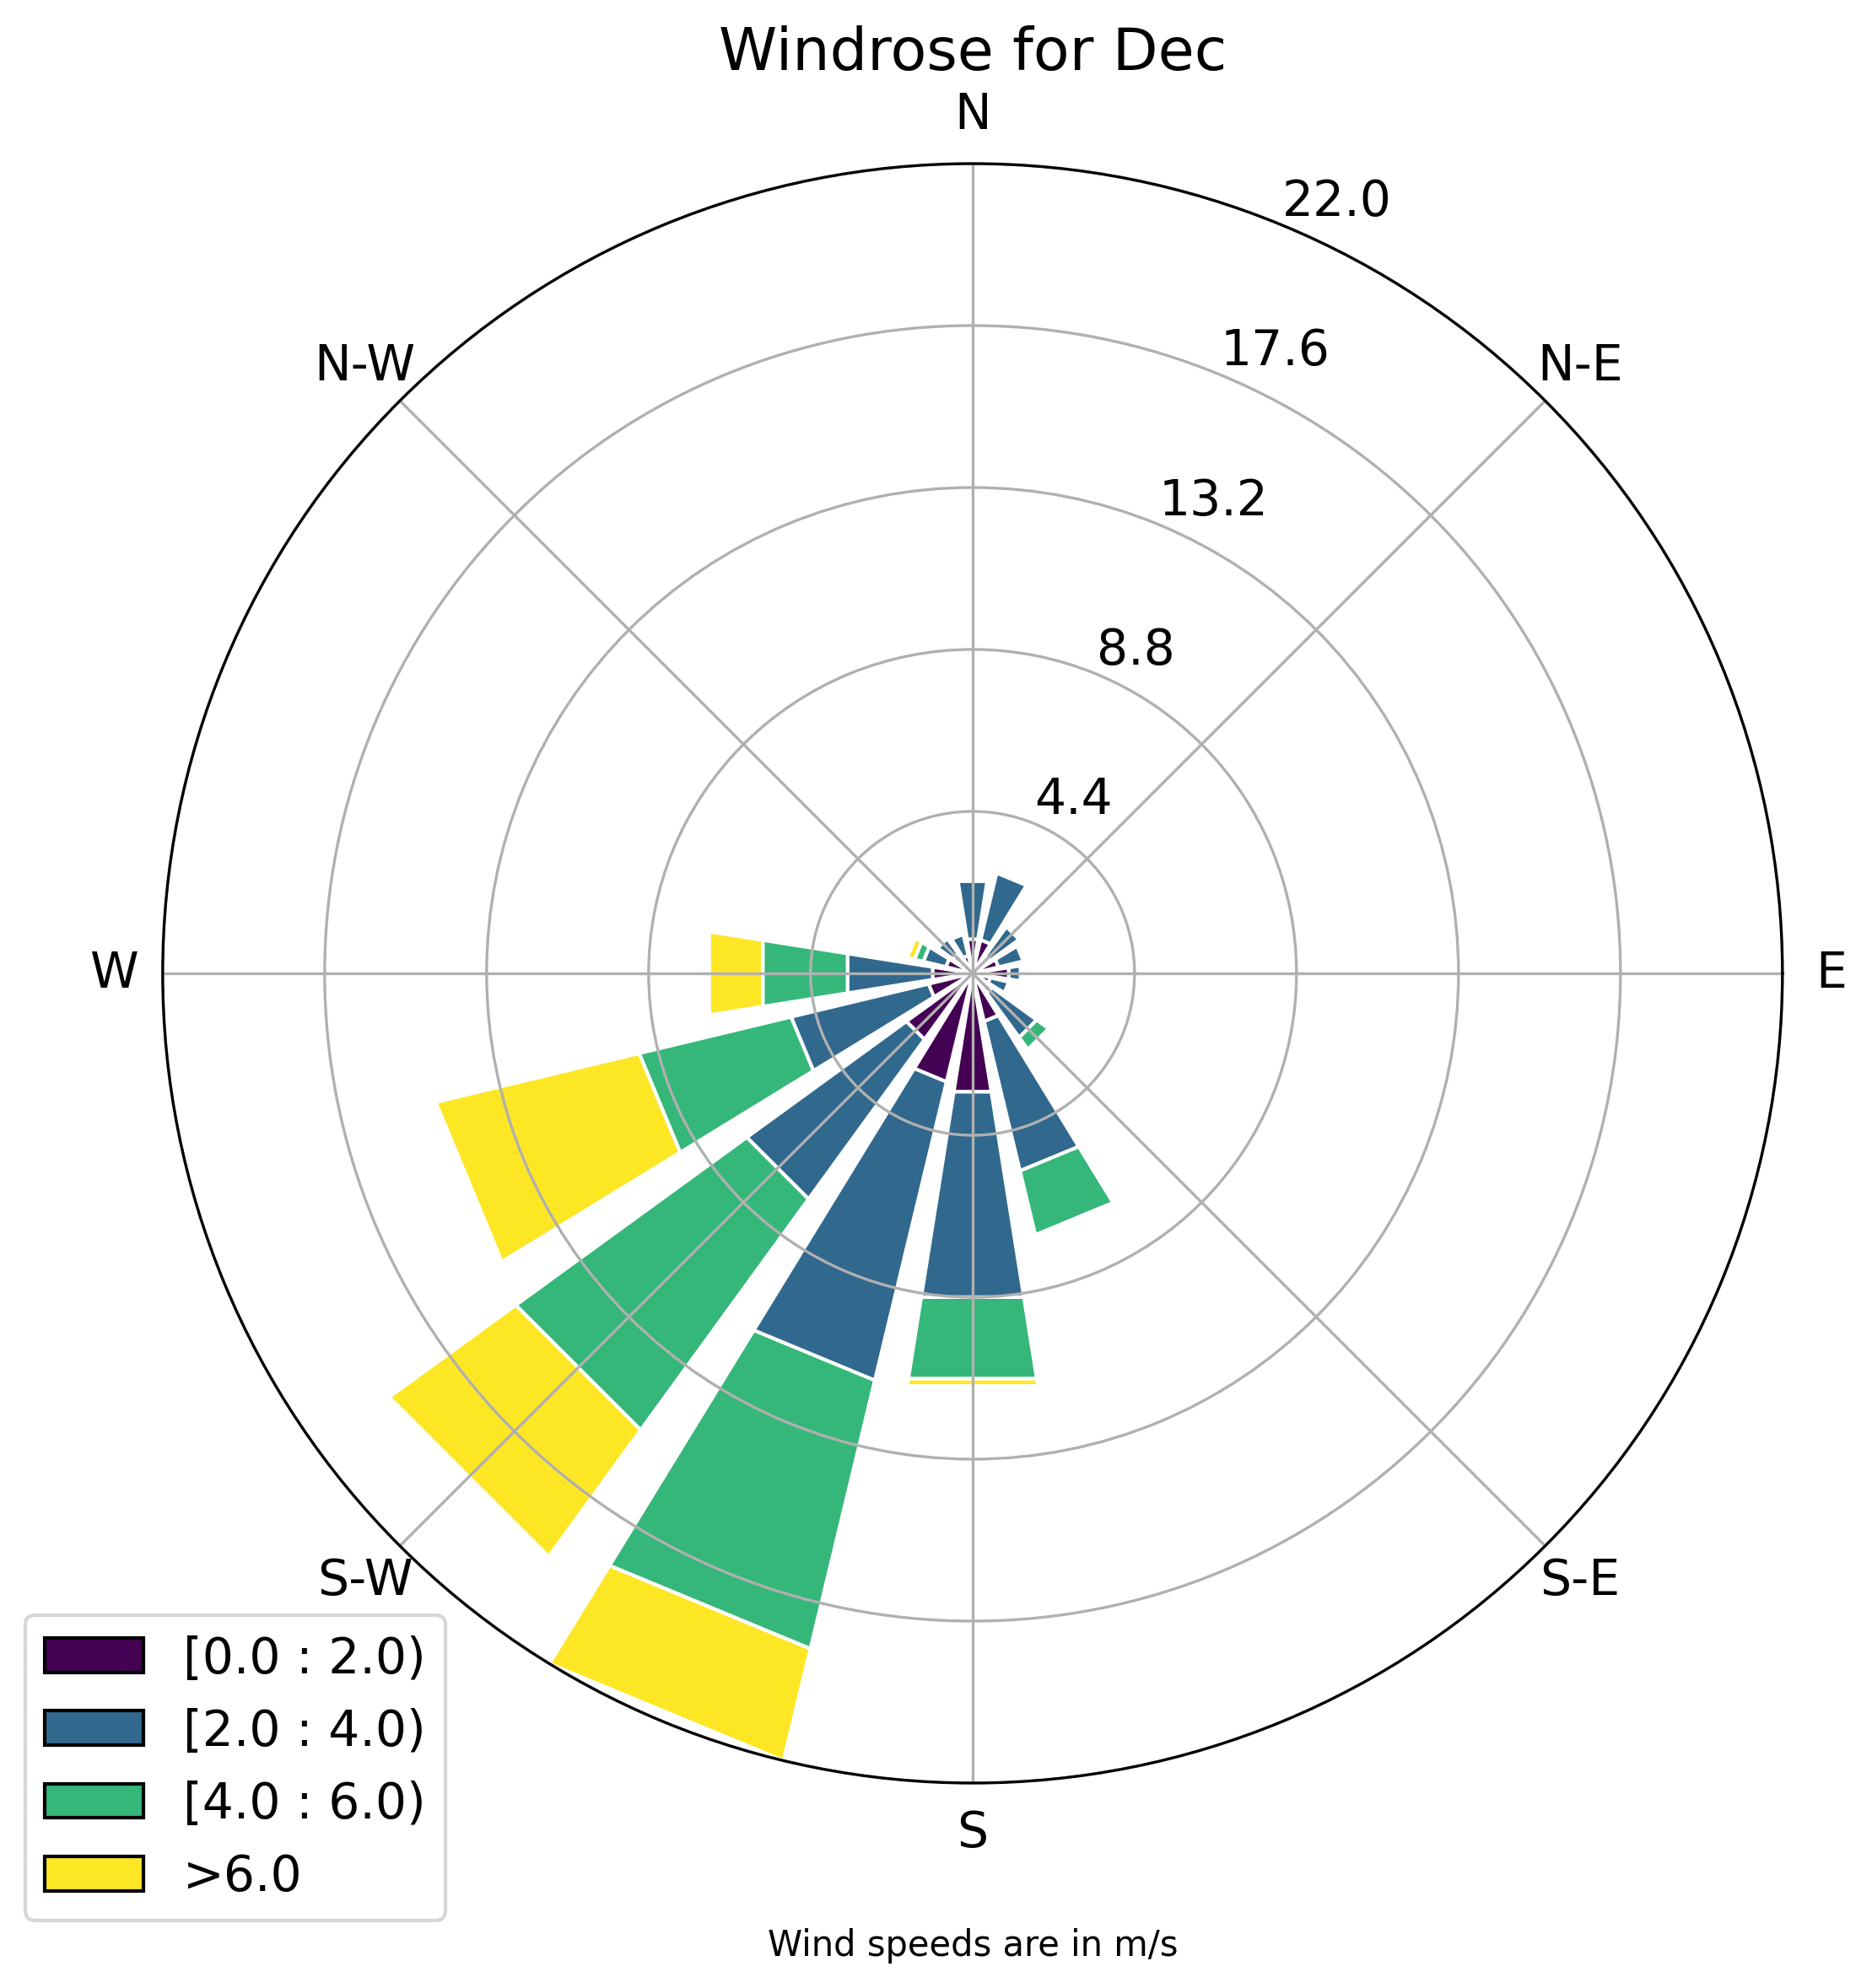 Windrose for Dec
N
22.0
17.6
N-W
N-E
13.2
8.8
4.4
W
E
S-W
S-E
[0.0 : 2.0)
[2.0 : 4.0)
[4.0 : 6.0)
>6.0
S
Wind speeds are in m/s